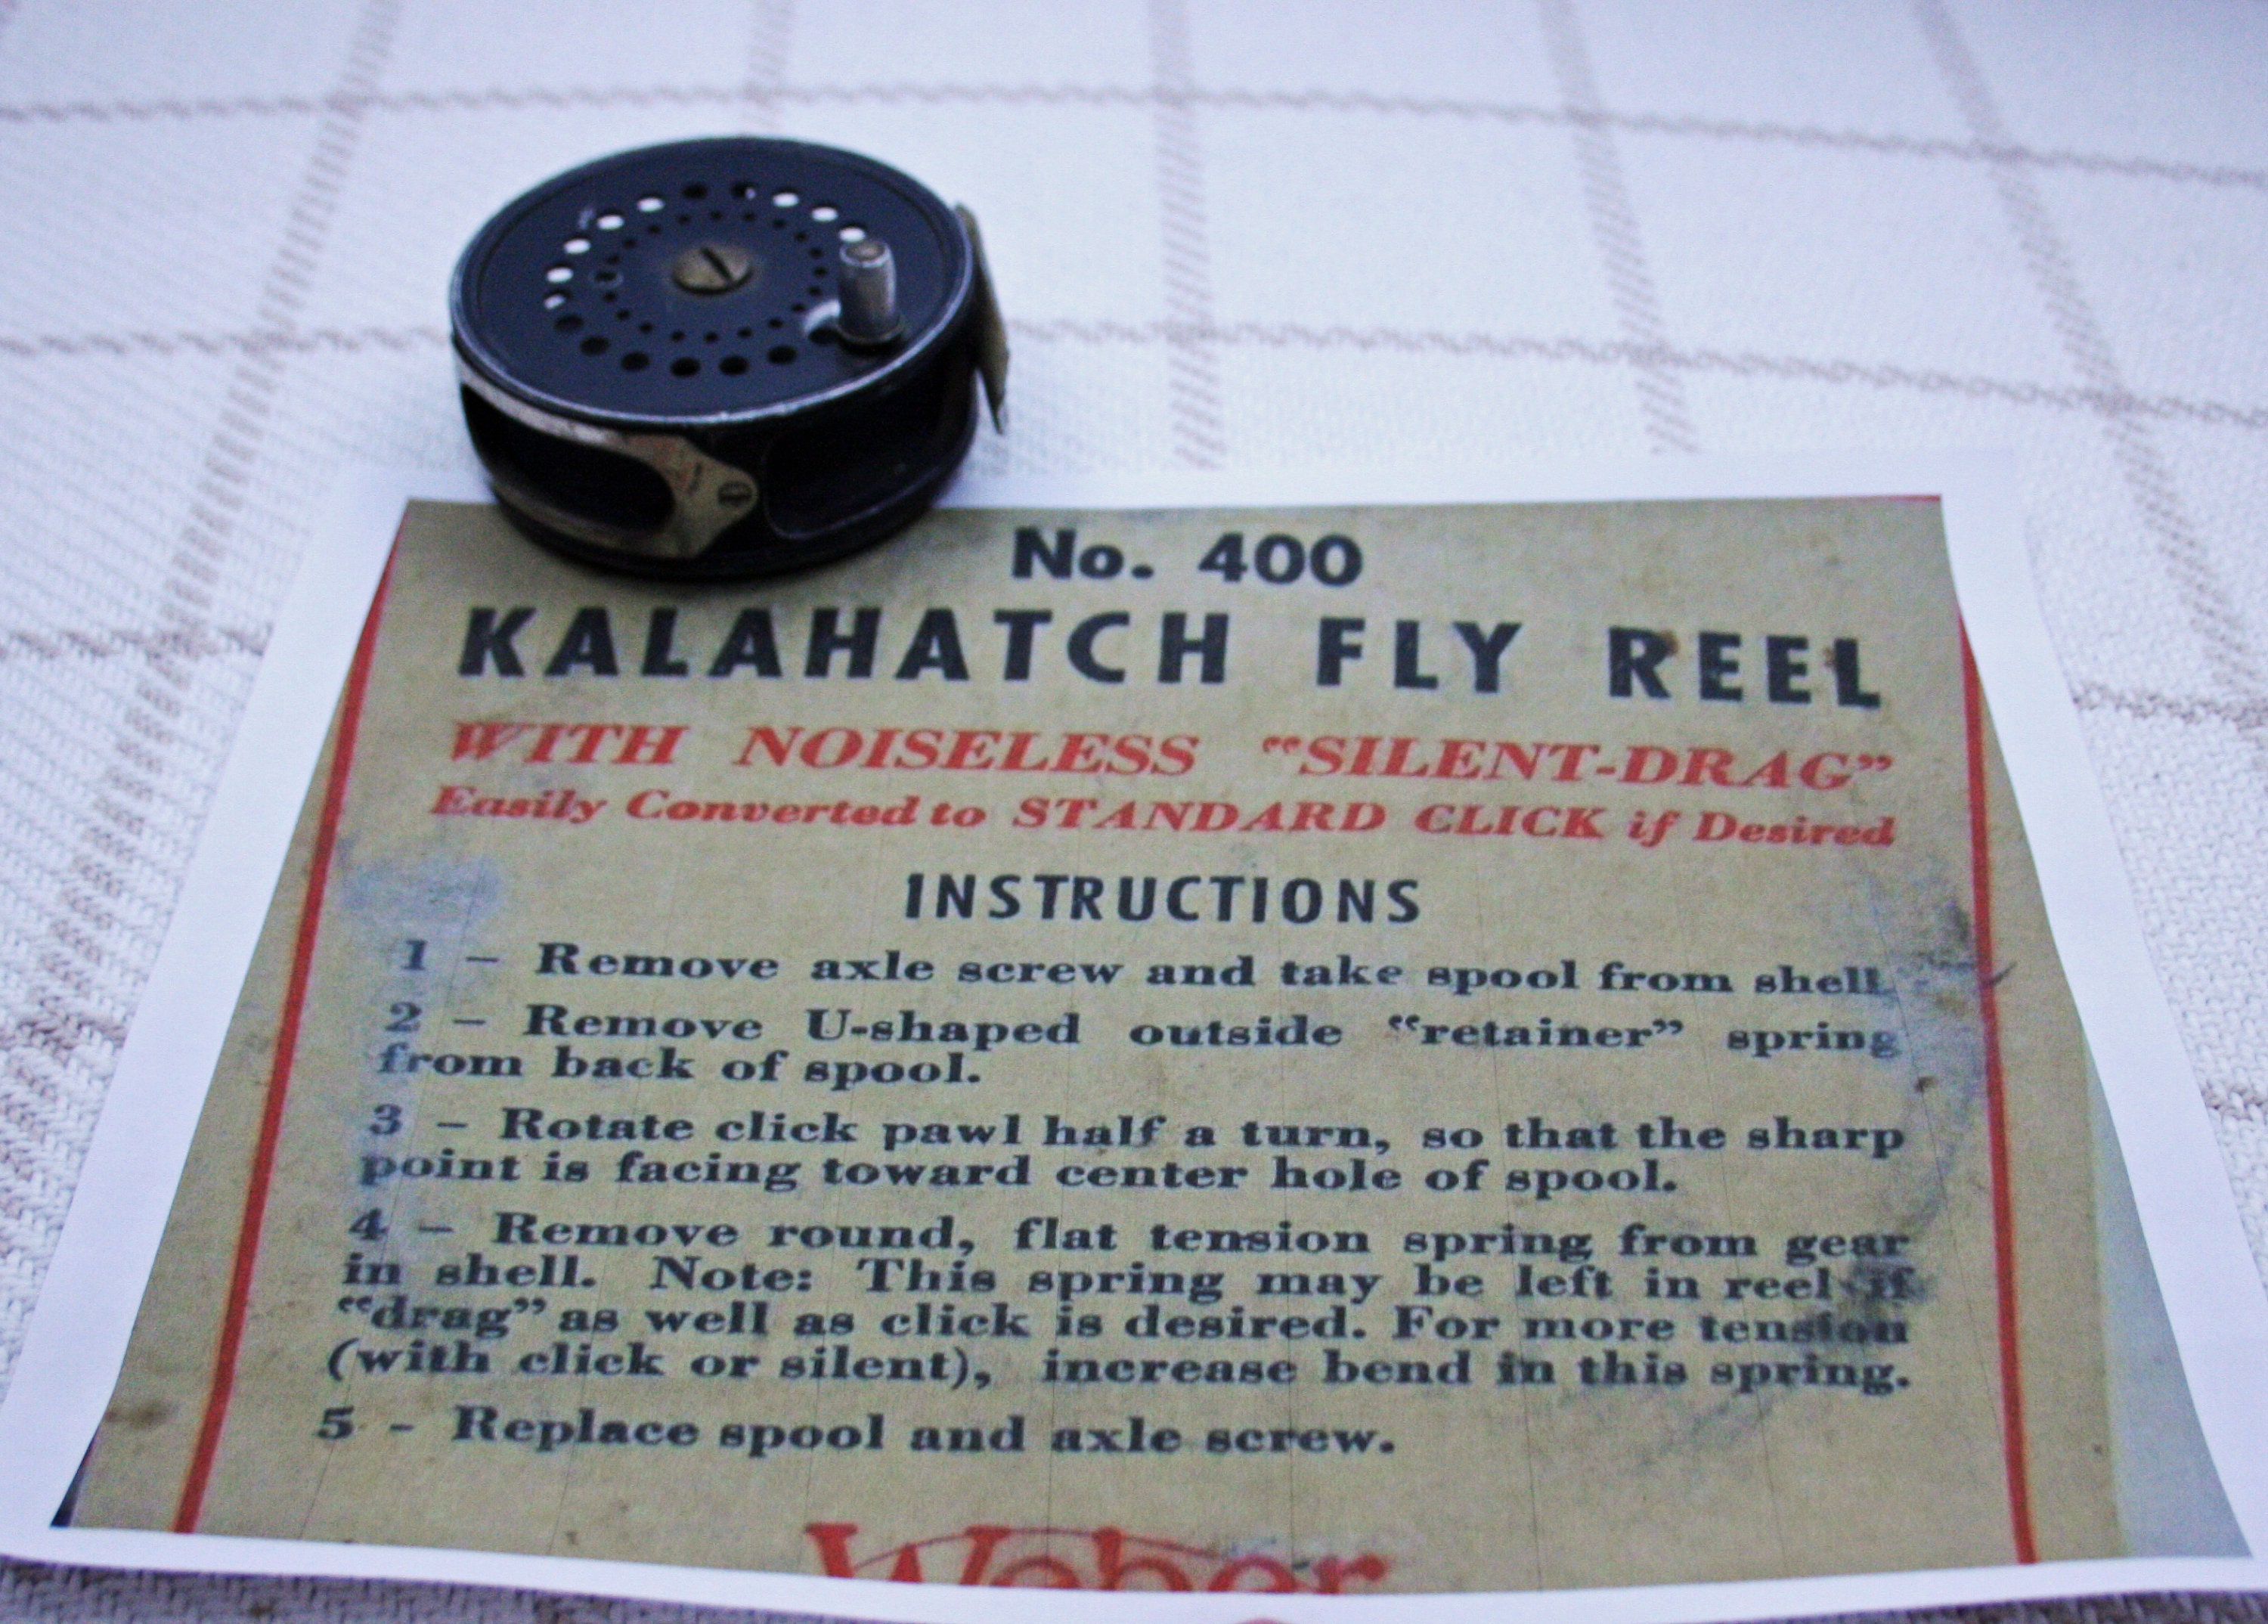 No. 400
KALAHATCH FLY REEL
WITH NOISELESS "SILENT-DRAG"
Easily Converted to STANDARD CLICK if Desired
INSTRUCTIONS
1 – Remove axle screw and take spool from shell.
2 – Remove U-shaped outside "retainer" spring
from back of spool.
3 – Rotate click pawl half a turn, so that the sharp
point is facing toward center hole of spool.
4 – Remove round, flat tension spring from gear
in shell. Note: This spring may be left in reel if
"drag" as well as click is desired. For more tension
(with click or silent), increase bend in this spring.
5 - Replace spool and axle screw.
Weber